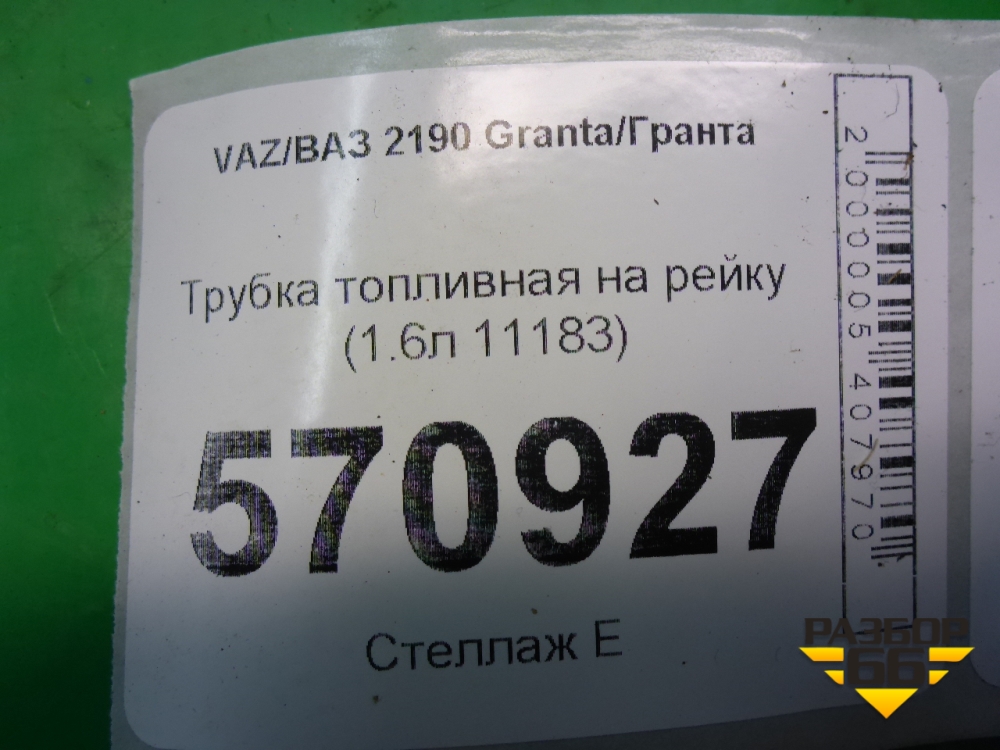 VAZ/ВАЗ 2190 Granta/Гранта
Трубка топливная на рейку
(1.6л 11183)
570927
Стеллаж Е
2000005407970
РАЗБОР
66